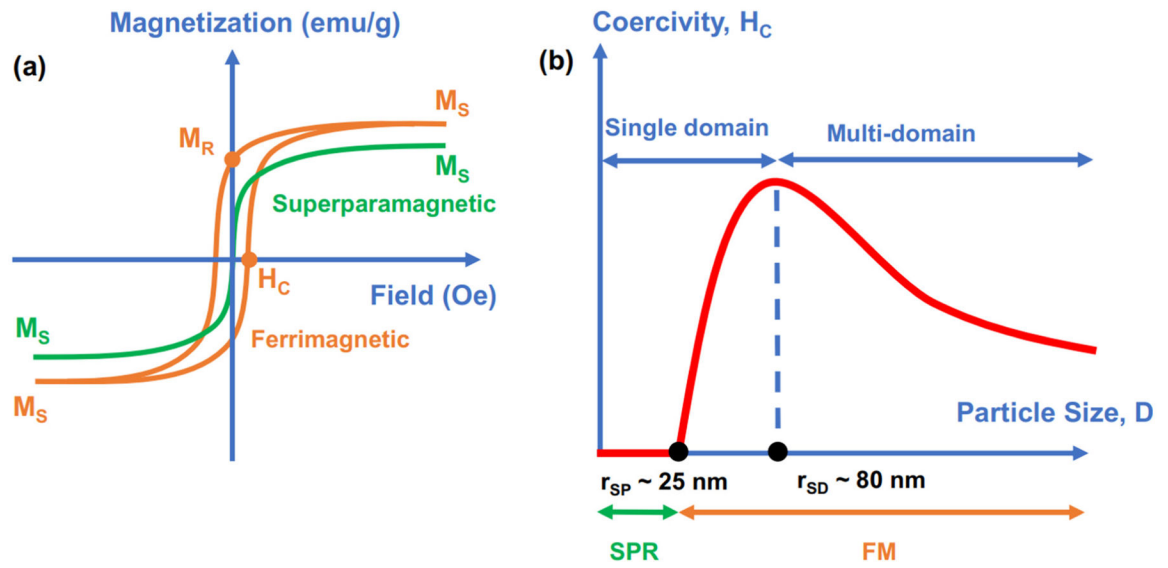 Magnetization (emu/g)
(a)
M_S
M_R
M_S
Superparamagnetic
H_C
Field (Oe)
M_S
Ferrimagnetic
M_S
Coercivity, H_C
(b)
Single domain
Multi-domain
Particle Size, D
r_SP ~ 25 nm
r_SD ~ 80 nm
SPR
FM